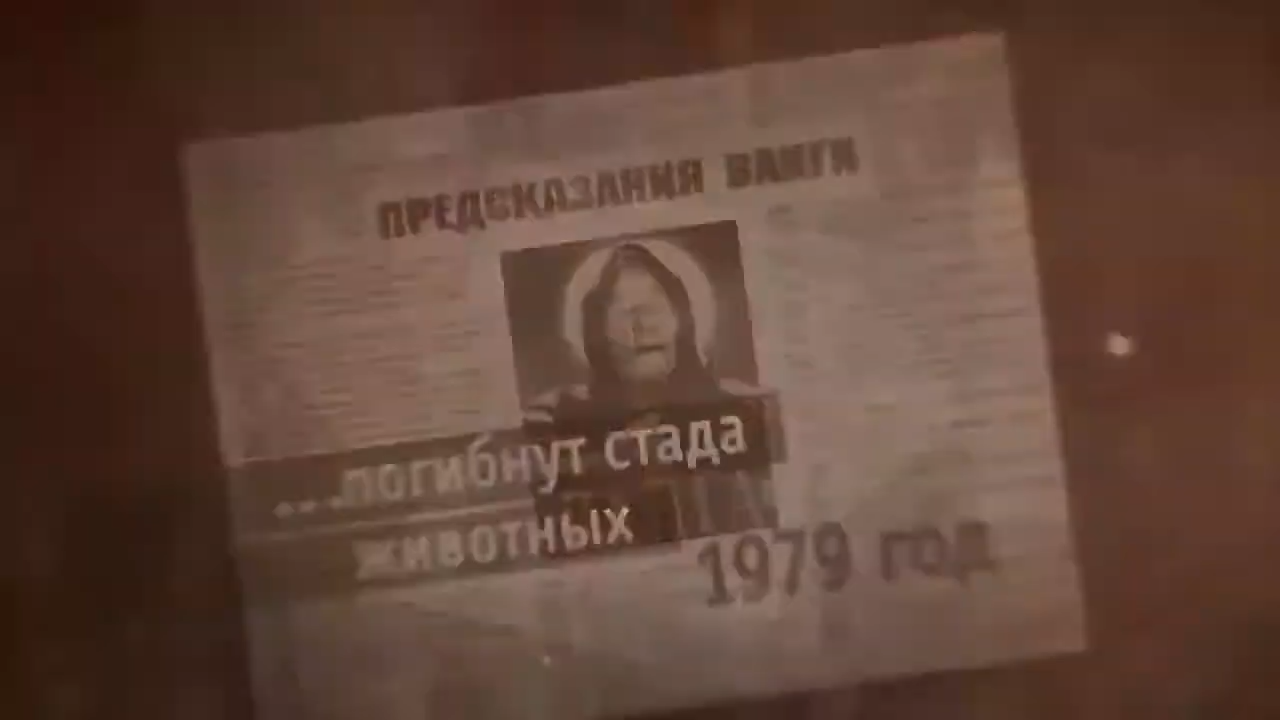 ПРЕДСКАЗАНИЯ ВАНГИ
...погибнут стада
животных
1979 год